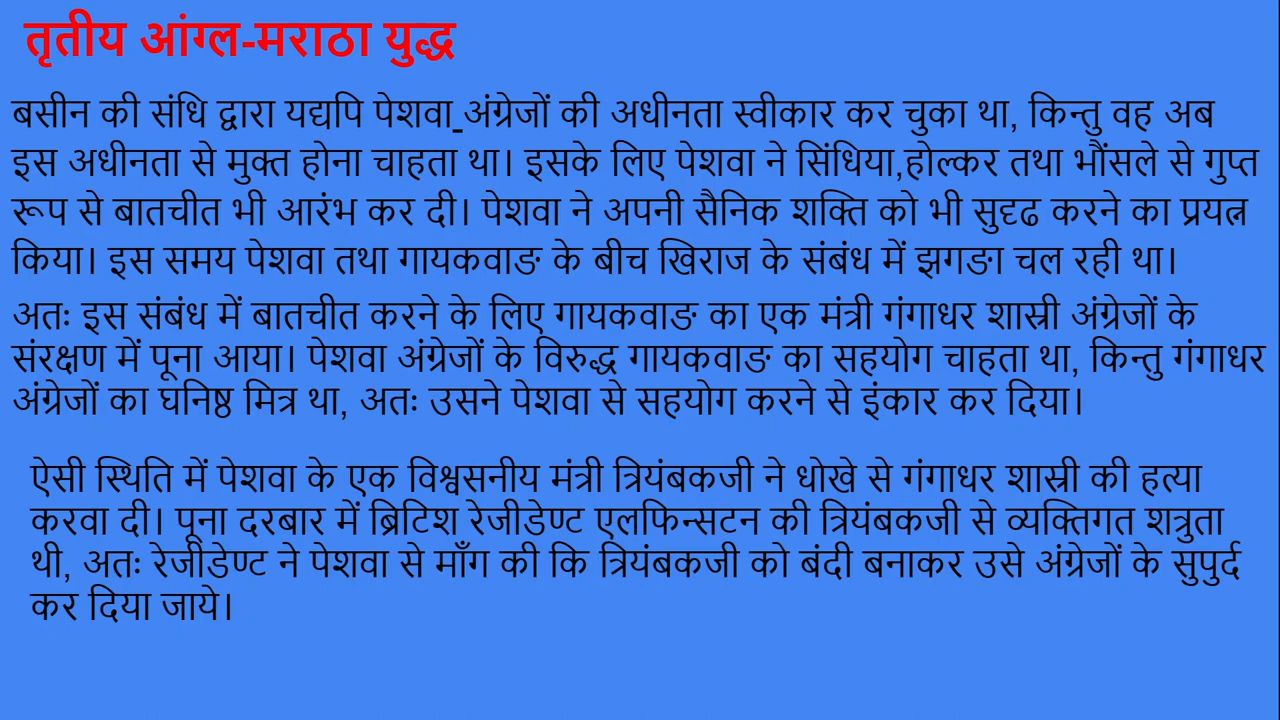 तृतीय आंग्ल-मराठा युद्ध
बसीन की संधि द्वारा यद्यपि पेशवा अंग्रेजों की अधीनता स्वीकार कर चुका था, किन्तु वह अब
इस अधीनता से मुक्त होना चाहता था। इसके लिए पेशवा ने सिंधिया,होल्कर तथा भौंसले से गुप्त
रूप से बातचीत भी आरंभ कर दी। पेशवा ने अपनी सैनिक शक्ति को भी सुदृढ करने का प्रयत्न
किया। इस समय पेशवा तथा गायकवाङ के बीच खिराज के संबंध में झगङा चल रही था।
अतः इस संबंध में बातचीत करने के लिए गायकवाङ का एक मंत्री गंगाधर शास्री अंग्रेजों के
संरक्षण में पूना आया। पेशवा अंग्रेजों के विरुद्ध गायकवाङ का सहयोग चाहता था, किन्तु गंगाधर
अंग्रेजों का घनिष्ठ मित्र था, अतः उसने पेशवा से सहयोग करने से इंकार कर दिया।
ऐसी स्थिति में पेशवा के एक विश्वसनीय मंत्री त्रियंबकजी ने धोखे से गंगाधर शास्री की हत्या
करवा दी। पूना दरबार में ब्रिटिश रेजीडेण्ट एलफिन्सटन की त्रियंबकजी से व्यक्तिगत शत्रुता
थी, अतः रेजीडेण्ट ने पेशवा से माँग की कि त्रियंबकजी को बंदी बनाकर उसे अंग्रेजों के सुपुर्द
कर दिया जाये।